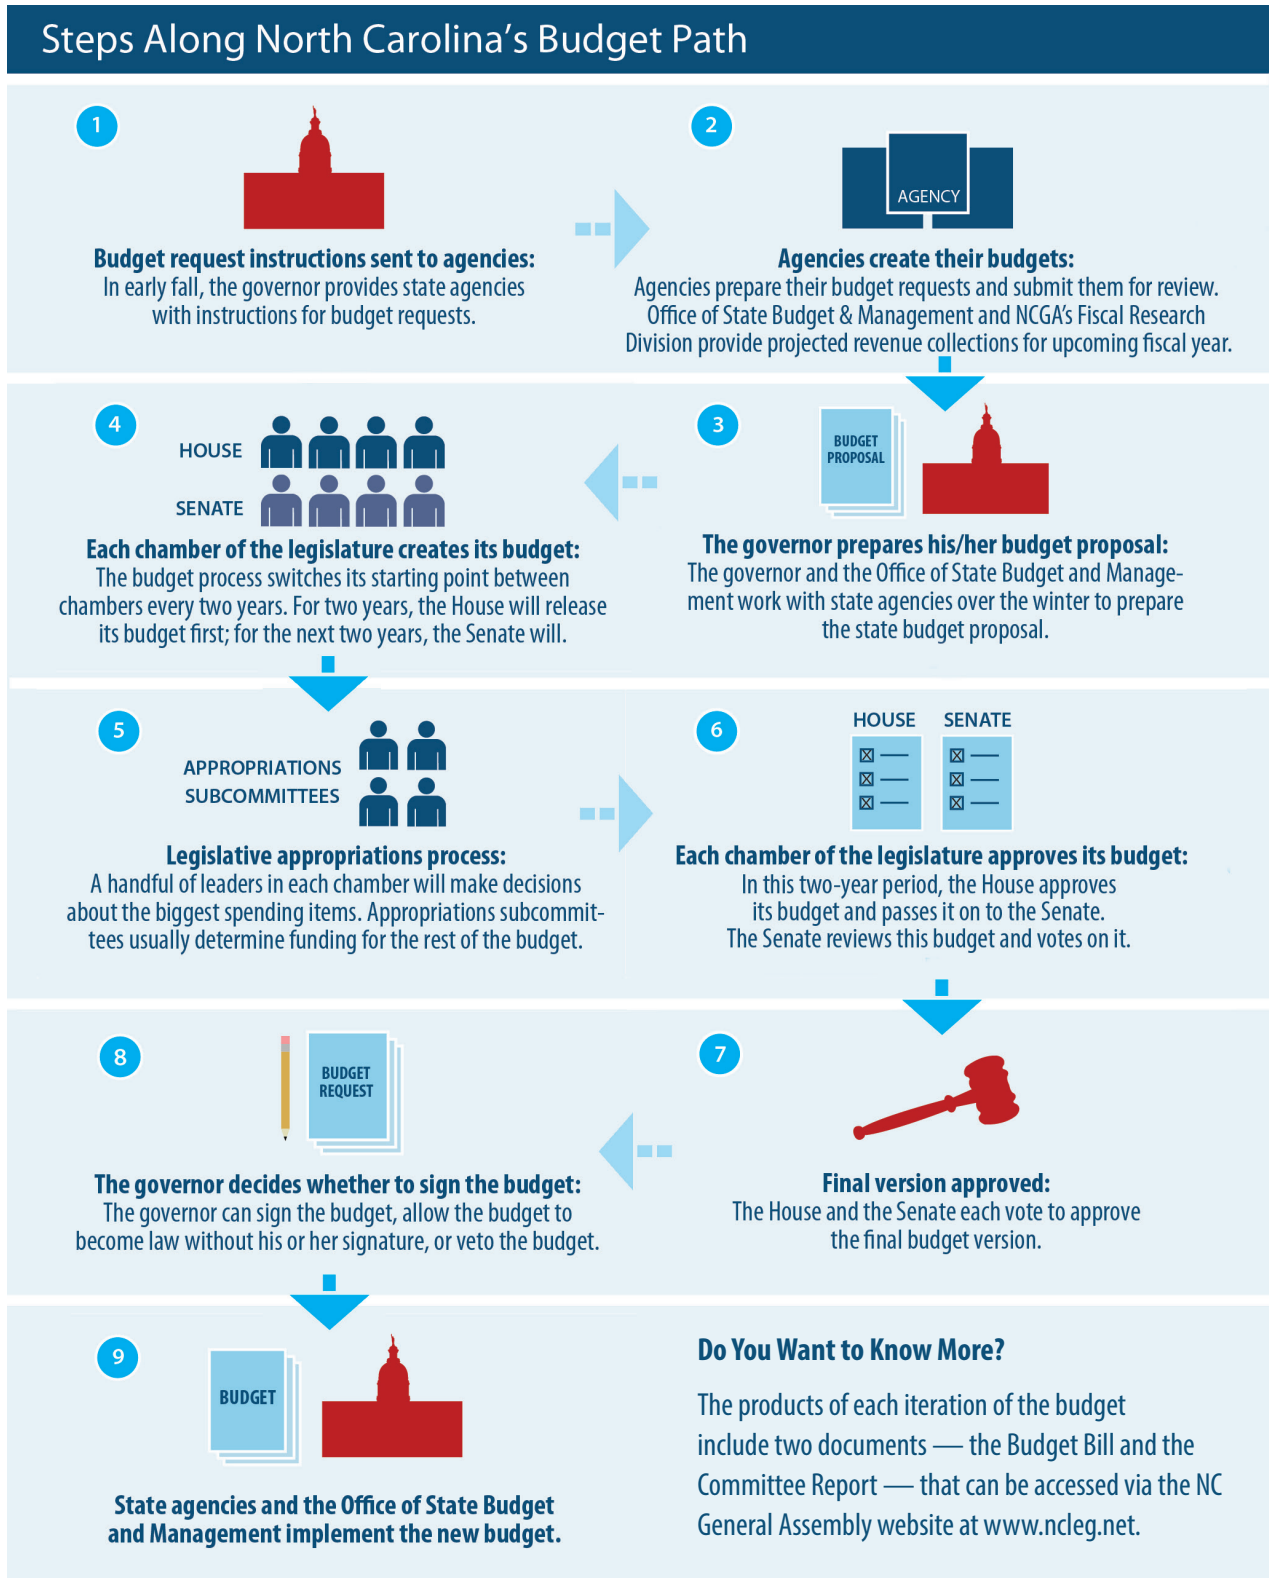 Steps Along North Carolina's Budget Path
1
Budget request instructions sent to agencies:
In early fall, the governor provides state agencies
with instructions for budget requests.
2
AGENCY
Agencies create their budgets:
Agencies prepare their budget requests and submit them for review.
Office of State Budget & Management and NCGA's Fiscal Research
Division provide projected revenue collections for upcoming fiscal year.
3
BUDGET
PROPOSAL
The governor prepares his/her budget proposal:
The governor and the Office of State Budget and Manage-
ment work with state agencies over the winter to prepare
the state budget proposal.
4
HOUSE
SENATE
Each chamber of the legislature creates its budget:
The budget process switches its starting point between
chambers every two years. For two years, the House will release
its budget first; for the next two years, the Senate will.
5
APPROPRIATIONS
SUBCOMMITTEES
Legislative appropriations process:
A handful of leaders in each chamber will make decisions
about the biggest spending items. Appropriations subcommit-
tees usually determine funding for the rest of the budget.
6
HOUSE SENATE
Each chamber of the legislature approves its budget:
In this two-year period, the House approves
its budget and passes it on to the Senate.
The Senate reviews this budget and votes on it.
7
Final version approved:
The House and the Senate each vote to approve
the final budget version.
8
BUDGET
REQUEST
The governor decides whether to sign the budget:
The governor can sign the budget, allow the budget to
become law without his or her signature, or veto the budget.
9
BUDGET
State agencies and the Office of State Budget
and Management implement the new budget.
Do You Want to Know More?
The products of each iteration of the budget
include two documents — the Budget Bill and the
Committee Report — that can be accessed via the NC
General Assembly website at www.ncleg.net.